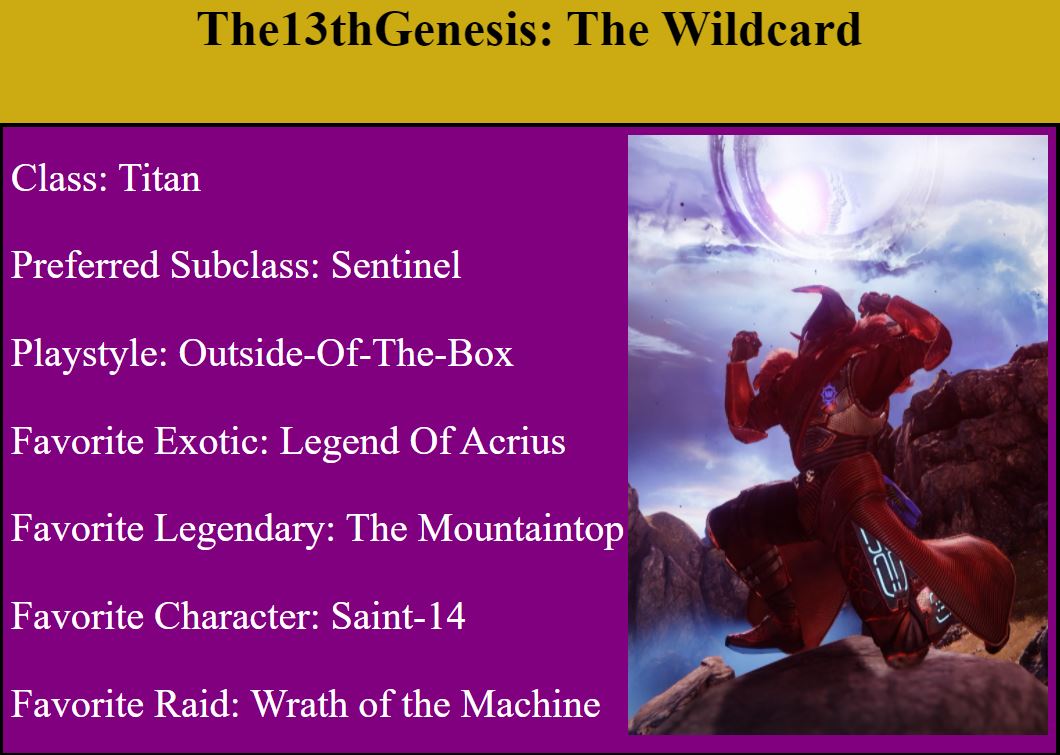 The13thGenesis: The Wildcard
Class: Titan
Preferred Subclass: Sentinel
Playstyle: Outside-Of-The-Box
Favorite Exotic: Legend Of Acrius
Favorite Legendary: The Mountaintop
Favorite Character: Saint-14
Favorite Raid: Wrath of the Machine